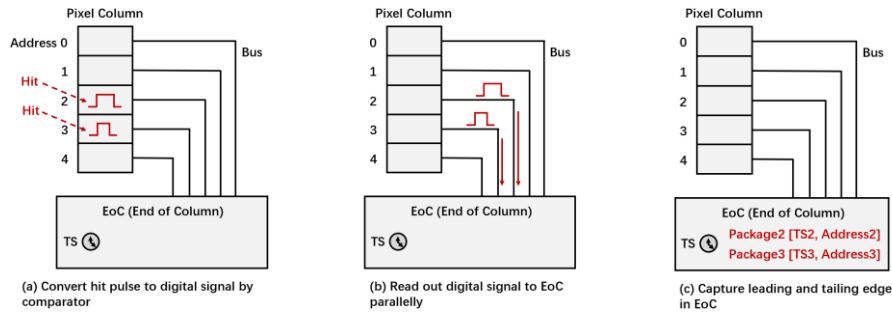 Pixel Column
Address 0
1
2
3
4
Hit
Hit
Bus
EoC (End of Column)
TS
(a) Convert hit pulse to digital signal by
comparator
Pixel Column
0
1
2
3
4
Bus
EoC (End of Column)
TS
(b) Read out digital signal to EoC
parallelly
Pixel Column
0
1
2
3
4
Bus
EoC (End of Column)
TS
Package2 [TS2, Address2]
Package3 [TS3, Address3]
(c) Capture leading and tailing edge
in EoC